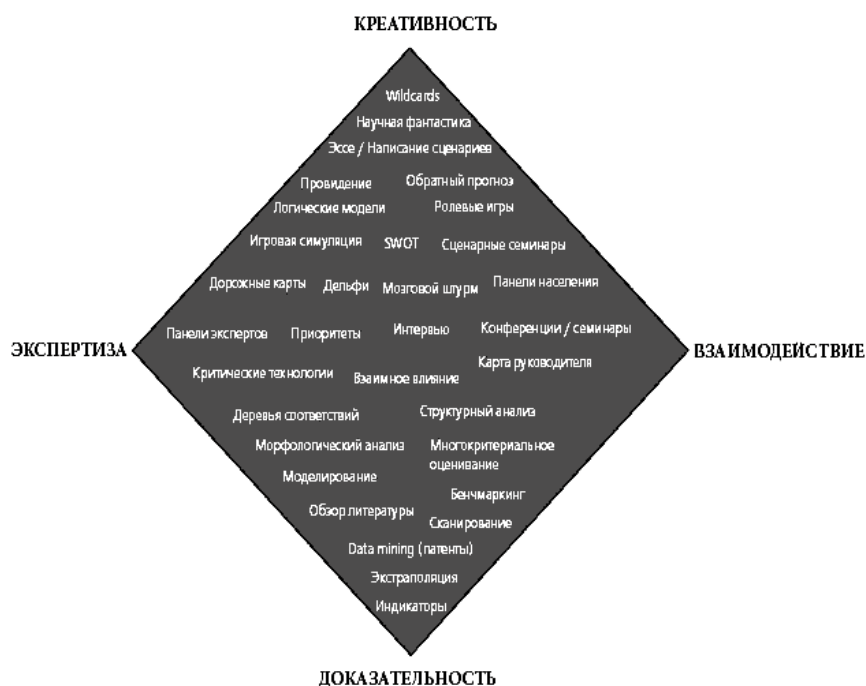 КРЕАТИВНОСТЬ
Wildcards
Научная фантастика
Эссе / Написание сценариев
Провидение
Обратный прогноз
Логические модели
Ролевые игры
Игровая симуляция
SWOT
Сценарные семинары
Дорожные карты
Дельфи
Мозговой штурм
Панели населения
Панели экспертов
Приоритеты
Интервью
Конференции / семинары
ЭКСПЕРТИЗА
ВЗАИМОДЕЙСТВИЕ
Критические технологии
Взаимное влияние
Карта руководителя
Деревья соответствий
Структурный анализ
Морфологический анализ
Многокритериальное
оценивание
Моделирование
Бенчмаркинг
Обзор литературы
Сканирование
Data mining (патенты)
Экстраполяция
Индикаторы
ДОКАЗАТЕЛЬНОСТЬ